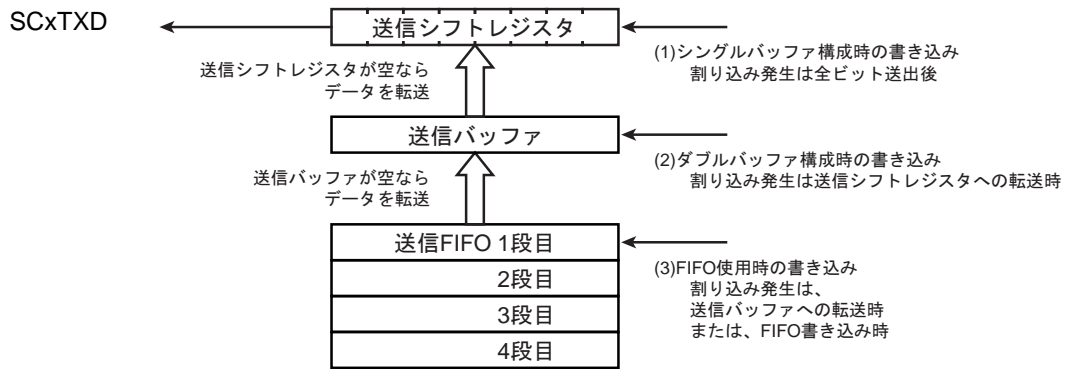 SCxTXD
送信シフトレジスタ
(1)シングルバッファ構成時の書き込み
割り込み発生は全ビット送出後
送信シフトレジスタが空なら
データを転送
送信バッファ
(2)ダブルバッファ構成時の書き込み
割り込み発生は送信シフトレジスタへの転送時
送信バッファが空なら
データを転送
送信FIFO 1段目
2段目
3段目
4段目
(3)FIFO使用時の書き込み
割り込み発生は、
送信バッファへの転送時
または、FIFO書き込み時